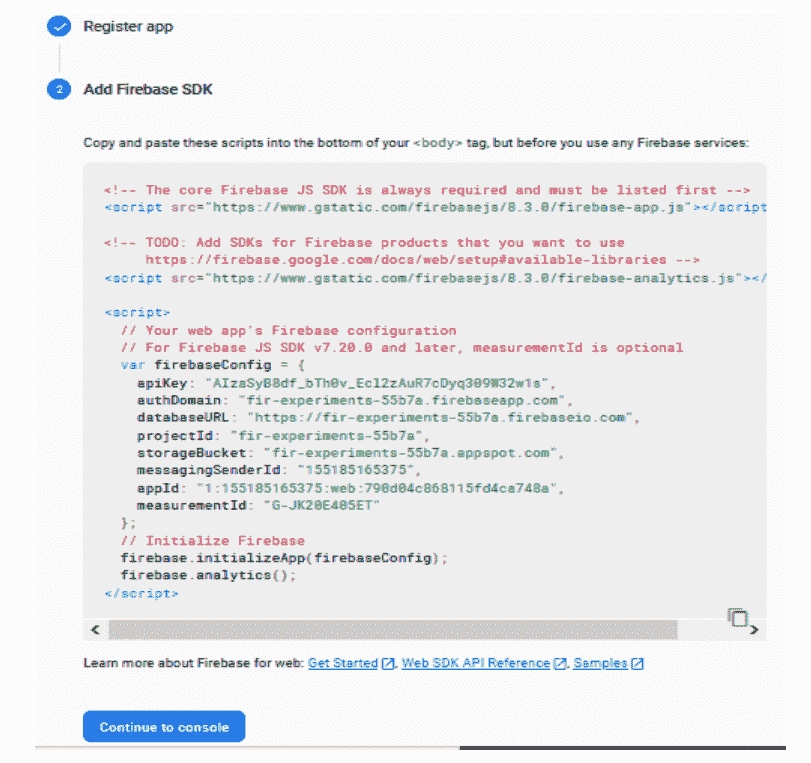 Register app
2
Add Firebase SDK
Copy and paste these scripts into the bottom of your <body> tag, but before you use any Firebase services:
<!-- The core Firebase JS SDK is always required and must be listed first -->
<script src="https://www.gstatic.com/firebasejs/8.3.0/firebase-app.js"></script
<!-- TODO: Add SDKs for Firebase products that you want to use
https://firebase.google.com/docs/web/setup#available-libraries -->
<script src="https://www.gstatic.com/firebasejs/8.3.0/firebase-analytics.js"></
<script>
// Your web app's Firebase configuration
// For Firebase JS SDK v7.20.0 and later, measurementId is optional
var firebaseConfig = {
apiKey: "AIzaSyB8df_bTh0v_Ecl2zAuR7cDyq309W32w1s",
authDomain: "fir-experiments-55b7a.firebaseapp.com",
databaseURL: "https://fir-experiments-55b7a.firebaseio.com",
projectId: "fir-experiments-55b7a",
storageBucket: "fir-experiments-55b7a.appspot.com",
messagingSenderId: "155185165375",
appId: "1:155185165375:web:790d04c868115fd4ca748a",
measurementId: "G-JK20E405ET"
};
// Initialize Firebase
firebase.initializeApp(firebaseConfig);
firebase.analytics();
</script>
Learn more about Firebase for web: Get Started, Web SDK API Reference, Samples
Continue to console